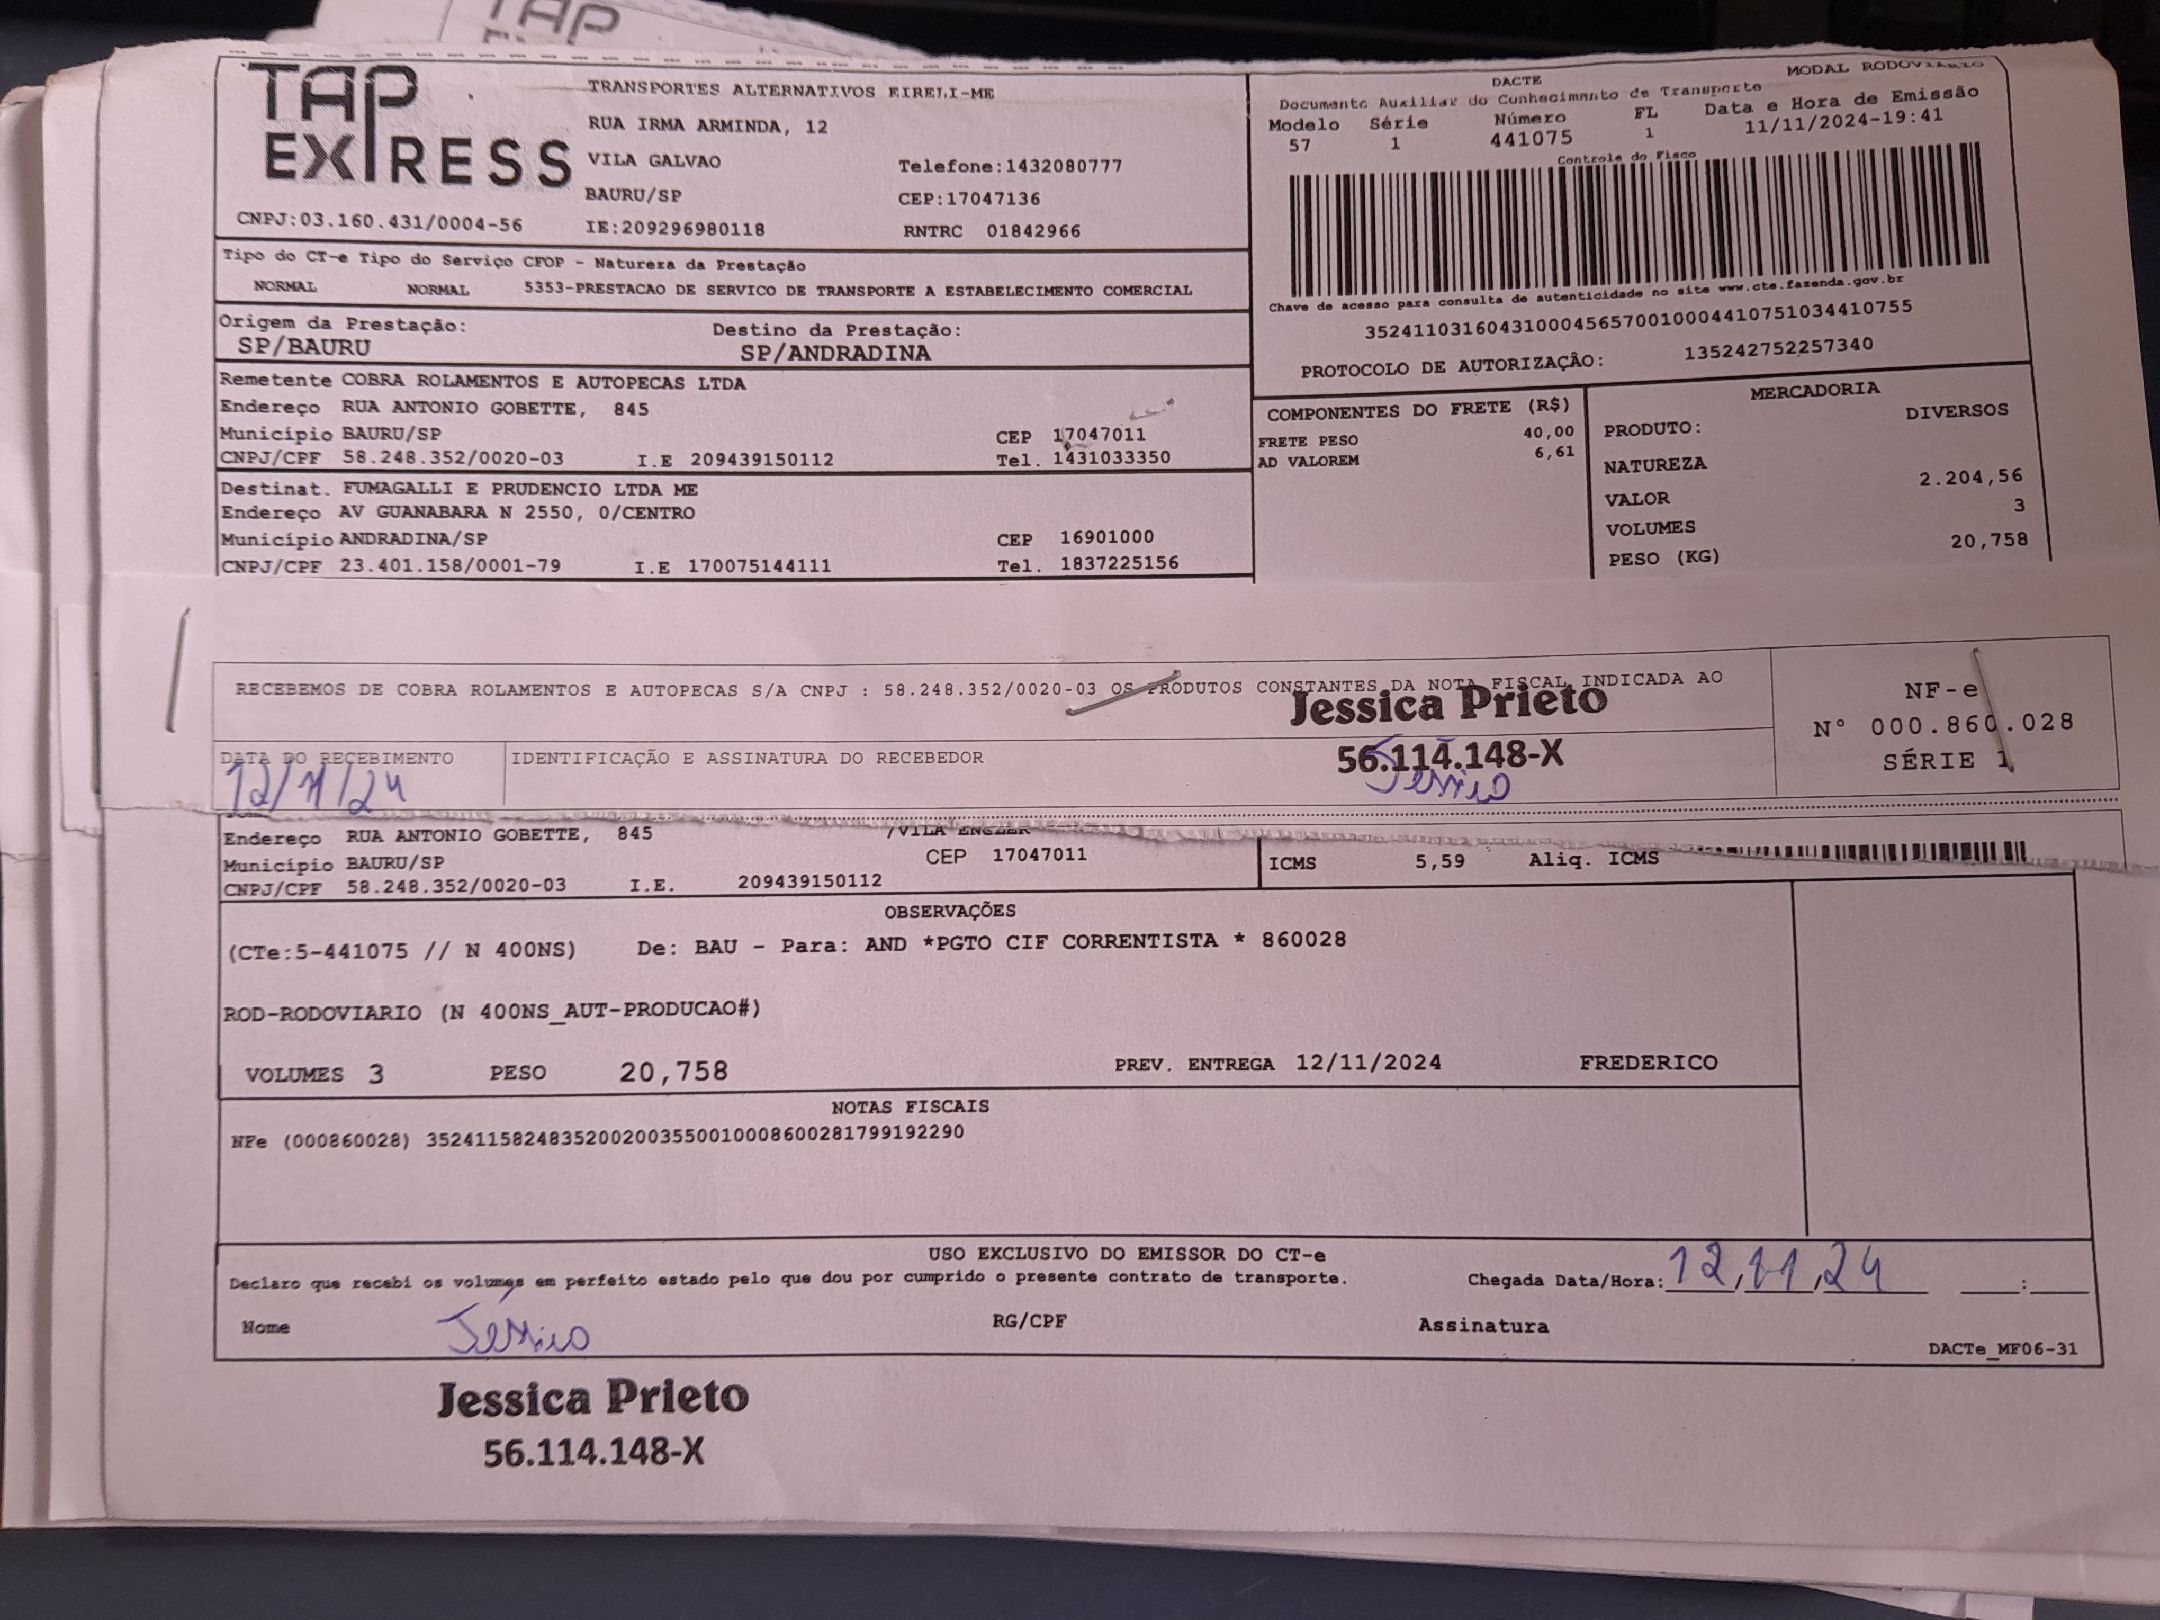 TAP
TAP
EXPRESS
TRANSPORTES ALTERNATIVOS EIRELI-ME
RUA IRMA ARMINDA, 12
VILA GALVAO
Telefone:1432080777
BAURU/SP
CEP:17047136
CNPJ:03.160.431/0004-56
IE:209296980118
RNTRC 01842966
DACTE
MODAL RODOVIARIO
Documento Auxiliar do Conhecimento de Transporte
Modelo Série Número FL Data e Hora de Emissão
57 1 441075 1 11/11/2024-19:41
Controle do Fisco
Chave de acesso para consulta de autenticidade no site www.cte.fazenda.gov.br
35241103160431000456570010004410751034410755
PROTOCOLO DE AUTORIZAÇÃO: 135242752257340
Tipo do CT-e Tipo do Serviço CFOP - Natureza da Prestação
NORMAL NORMAL 5353-PRESTACAO DE SERVICO DE TRANSPORTE A ESTABELECIMENTO COMERCIAL
Origem da Prestação: Destino da Prestação:
SP/BAURU SP/ANDRADINA
Remetente COBRA ROLAMENTOS E AUTOPECAS LTDA
Endereço RUA ANTONIO GOBETTE, 845
Município BAURU/SP CEP 17047011
CNPJ/CPF 58.248.352/0020-03 I.E 209439150112 Tel. 1431033350
Destinat. FUMAGALLI E PRUDENCIO LTDA ME
Endereço AV GUANABARA N 2550, 0/CENTRO
Município ANDRADINA/SP CEP 16901000
CNPJ/CPF 23.401.158/0001-79 I.E 170075144111 Tel. 1837225156
COMPONENTES DO FRETE (R$)
FRETE PESO 40,00
AD VALOREM 6,61
MERCADORIA
PRODUTO: DIVERSOS
NATUREZA
VALOR 2.204,56
VOLUMES 3
PESO (KG) 20,758
RECEBEMOS DE COBRA ROLAMENTOS E AUTOPECAS S/A CNPJ : 58.248.352/0020-03 OS PRODUTOS CONSTANTES DA NOTA FISCAL INDICADA AO
Jessica Prieto
56.114.148-X
Jessica
DATA DO RECEBIMENTO
12/11/24
IDENTIFICAÇÃO E ASSINATURA DO RECEBEDOR
NF-e
N° 000.860.028
SÉRIE 1
Endereço RUA ANTONIO GOBETTE, 845 /VILA ENGLER
Município BAURU/SP CEP 17047011
CNPJ/CPF 58.248.352/0020-03 I.E. 209439150112
ICMS 5,59 Aliq. ICMS
OBSERVAÇÕES
(CTe:5-441075 // N 400NS) De: BAU - Para: AND *PGTO CIF CORRENTISTA * 860028
ROD-RODOVIARIO (N 400NS_AUT-PRODUCAO#)
VOLUMES 3 PESO 20,758 PREV. ENTREGA 12/11/2024 FREDERICO
NOTAS FISCAIS
NFe (000860028) 35241158248352002003550010008600281799192290
USO EXCLUSIVO DO EMISSOR DO CT-e
Declaro que recebi os volumes em perfeito estado pelo que dou por cumprido o presente contrato de transporte.
Chegada Data/Hora: 12,11,24 :
Nome Jessica RG/CPF Assinatura
DACTe_MF06-31
Jessica Prieto
56.114.148-X